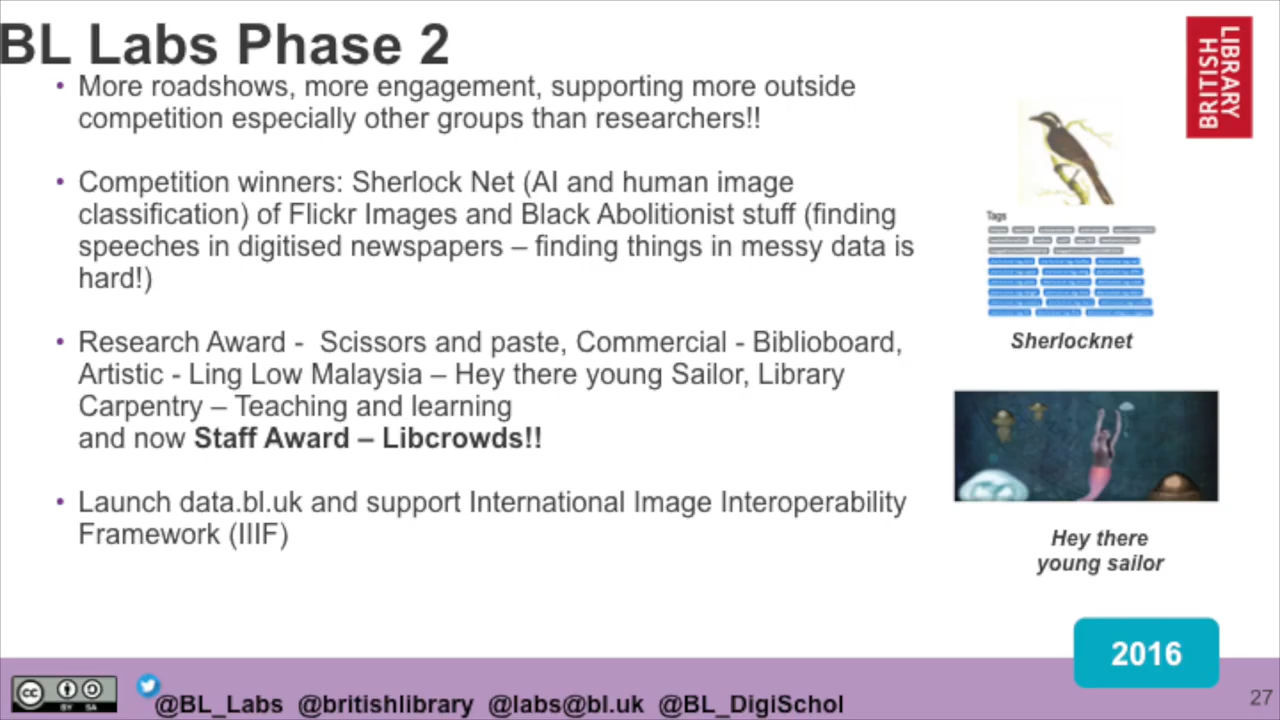 BL Labs Phase 2
BRITISH
LIBRARY
• More roadshows, more engagement, supporting more outside
competition especially other groups than researchers!!
• Competition winners: Sherlock Net (AI and human image
classification) of Flickr Images and Black Abolitionist stuff (finding
speeches in digitised newspapers – finding things in messy data is
hard!)
• Research Award - Scissors and paste, Commercial - Biblioboard,
Artistic - Ling Low Malaysia – Hey there young Sailor, Library
Carpentry – Teaching and learning
and now Staff Award – Libcrowds!!
• Launch data.bl.uk and support International Image Interoperability
Framework (IIIF)
Tags
Sherlocknet
Hey there
young sailor
2016
cc BY SA
@BL_Labs @britishlibrary @labs@bl.uk @BL_DigiSchol
27